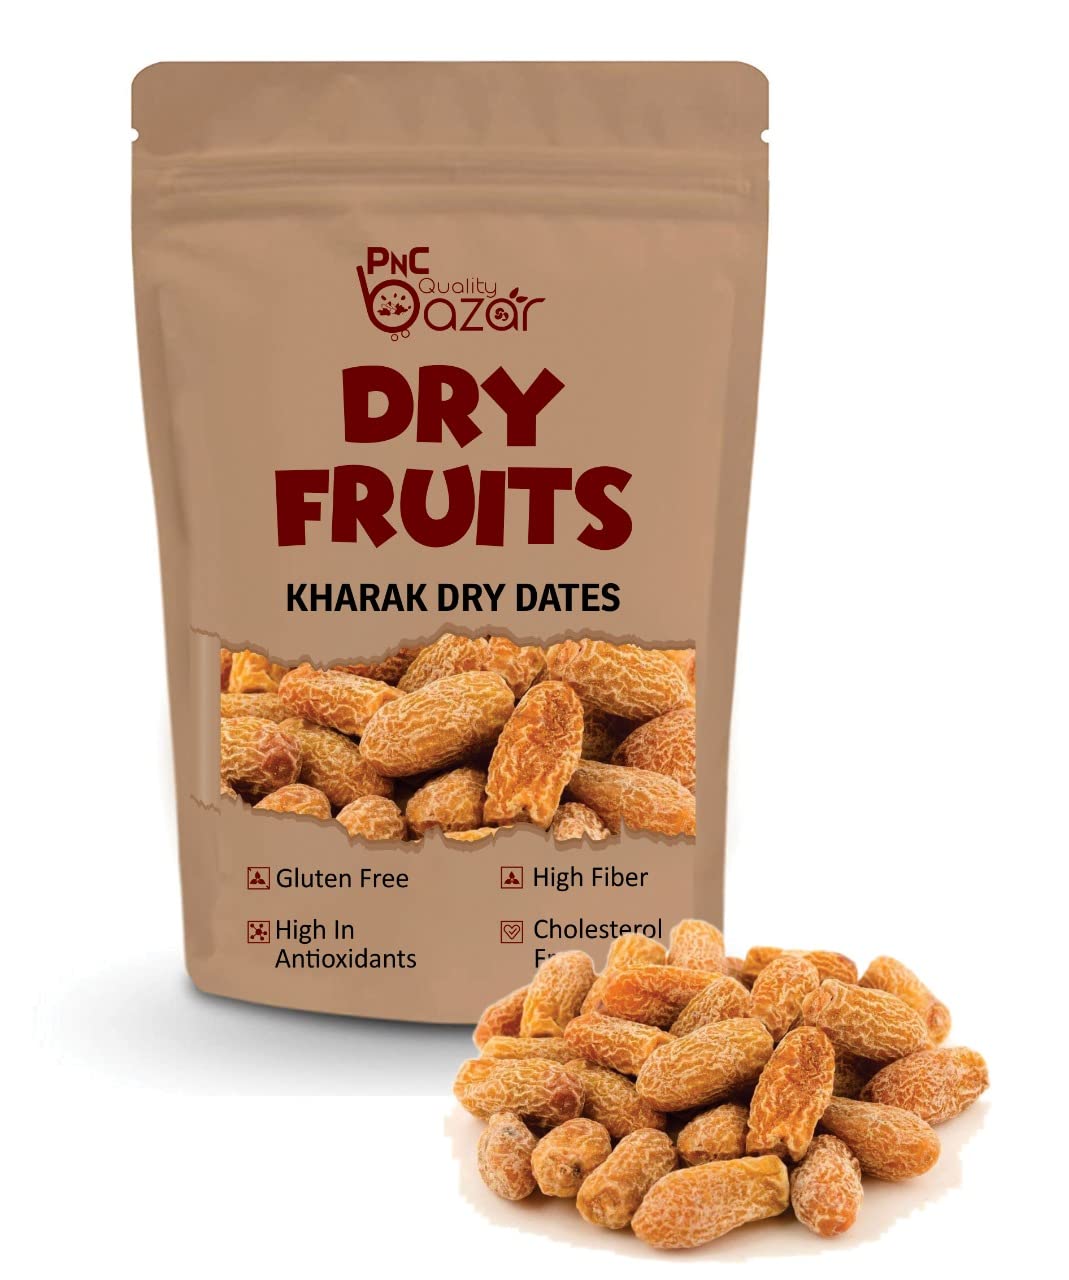 PnC
Quality
bazar
DRY
FRUITS
KHARAK DRY DATES
Gluten Free
High Fiber
High In
Antioxidants
Cholesterol